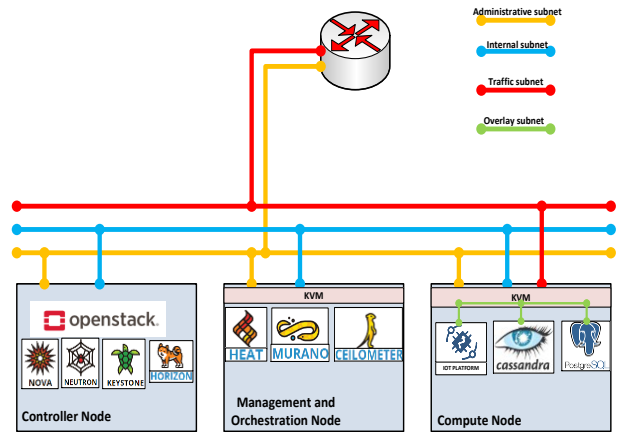 Administrative subnet
Internal subnet
Traffic subnet
Overlay subnet
KVM
KVM
openstack.
NOVA
NEUTRON
KEYSTONE
HORIZON
HEAT
MURANO
CEILOMETER
IOT PLATFORM
cassandra
PostgreSQL
Controller Node
Management and
Orchestration Node
Compute Node